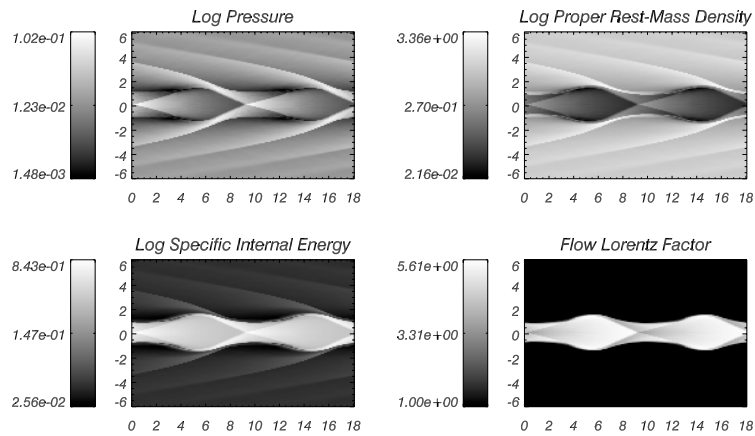 Log Pressure
1.02e-01
1.23e-02
1.48e-03
6
4
2
0
-2
-4
-6
0 2 4 6 8 10 12 14 16 18
Log Proper Rest-Mass Density
3.36e+00
2.70e-01
2.16e-02
6
4
2
0
-2
-4
-6
0 2 4 6 8 10 12 14 16 18
Log Specific Internal Energy
8.43e-01
1.47e-01
2.56e-02
6
4
2
0
-2
-4
-6
0 2 4 6 8 10 12 14 16 18
Flow Lorentz Factor
5.61e+00
3.31e+00
1.00e+00
6
4
2
0
-2
-4
-6
0 2 4 6 8 10 12 14 16 18